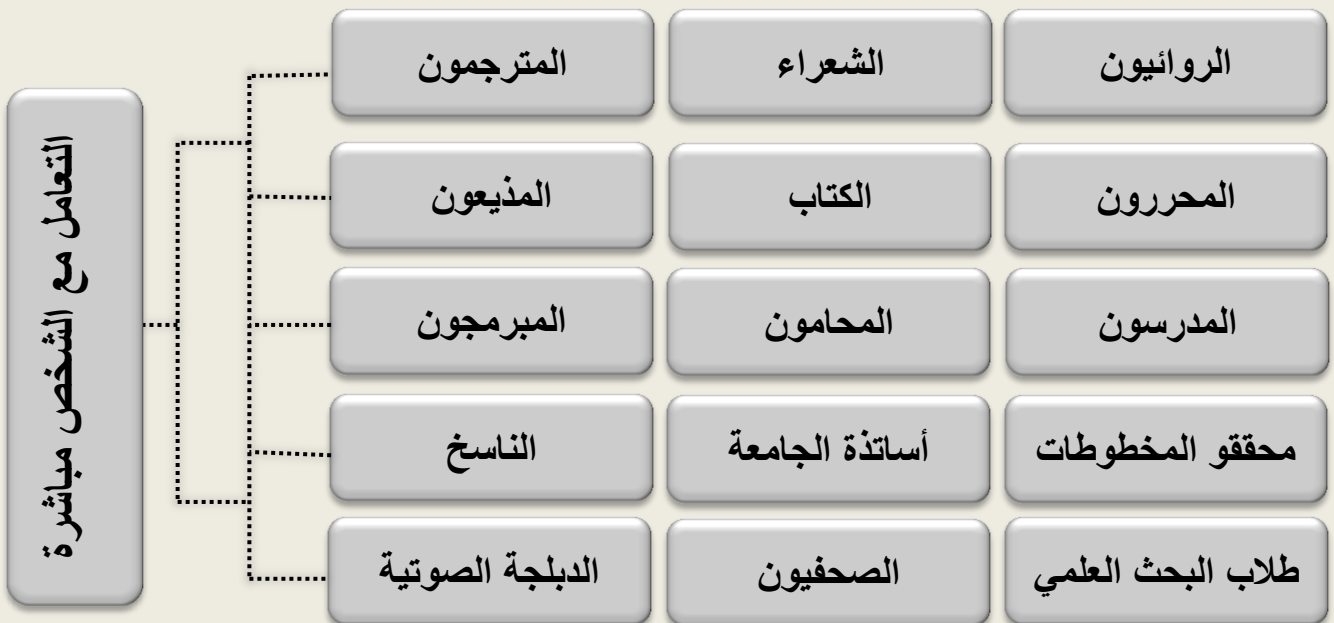 التعامل مع الشخص مباشرة
الروائيون
الشعراء
المترجمون
المحررون
الكتاب
المذيعون
المدرسون
المحامون
المبرمجون
محققو المخطوطات
أساتذة الجامعة
الناسخ
طلاب البحث العلمي
الصحفيون
الدبلجة الصوتية